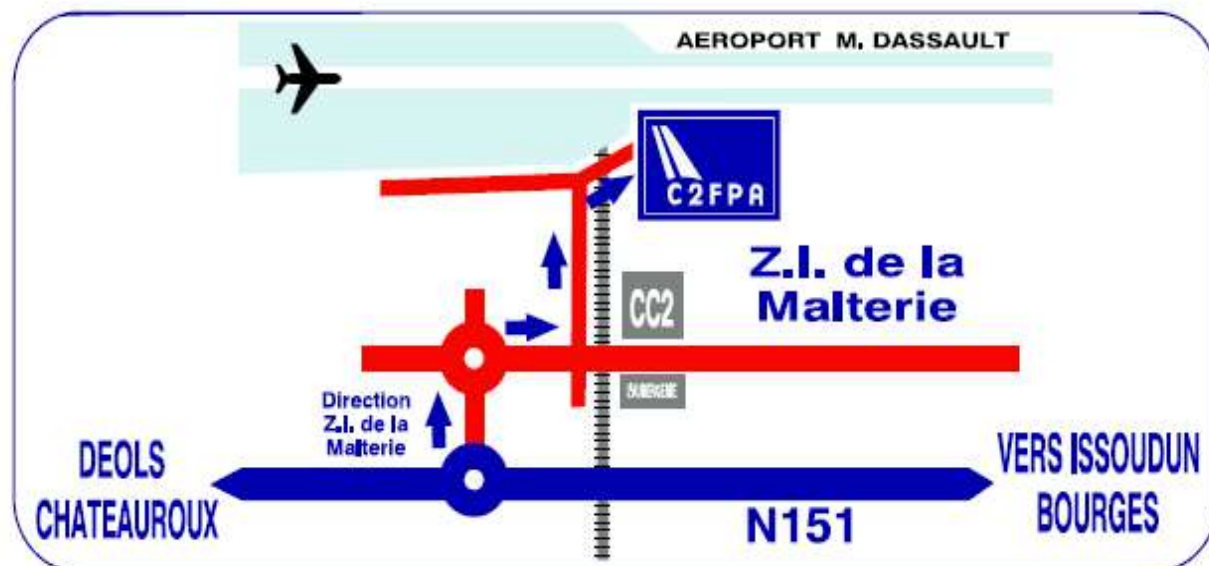 AEROPORT M. DASSAULT
C2FPA
Z.I. de la
Malterie
CC2
Direction
Z.I. de la
Malterie
DEOLS
CHATEAUROUX
VERS ISSOUDUN
BOURGES
N151